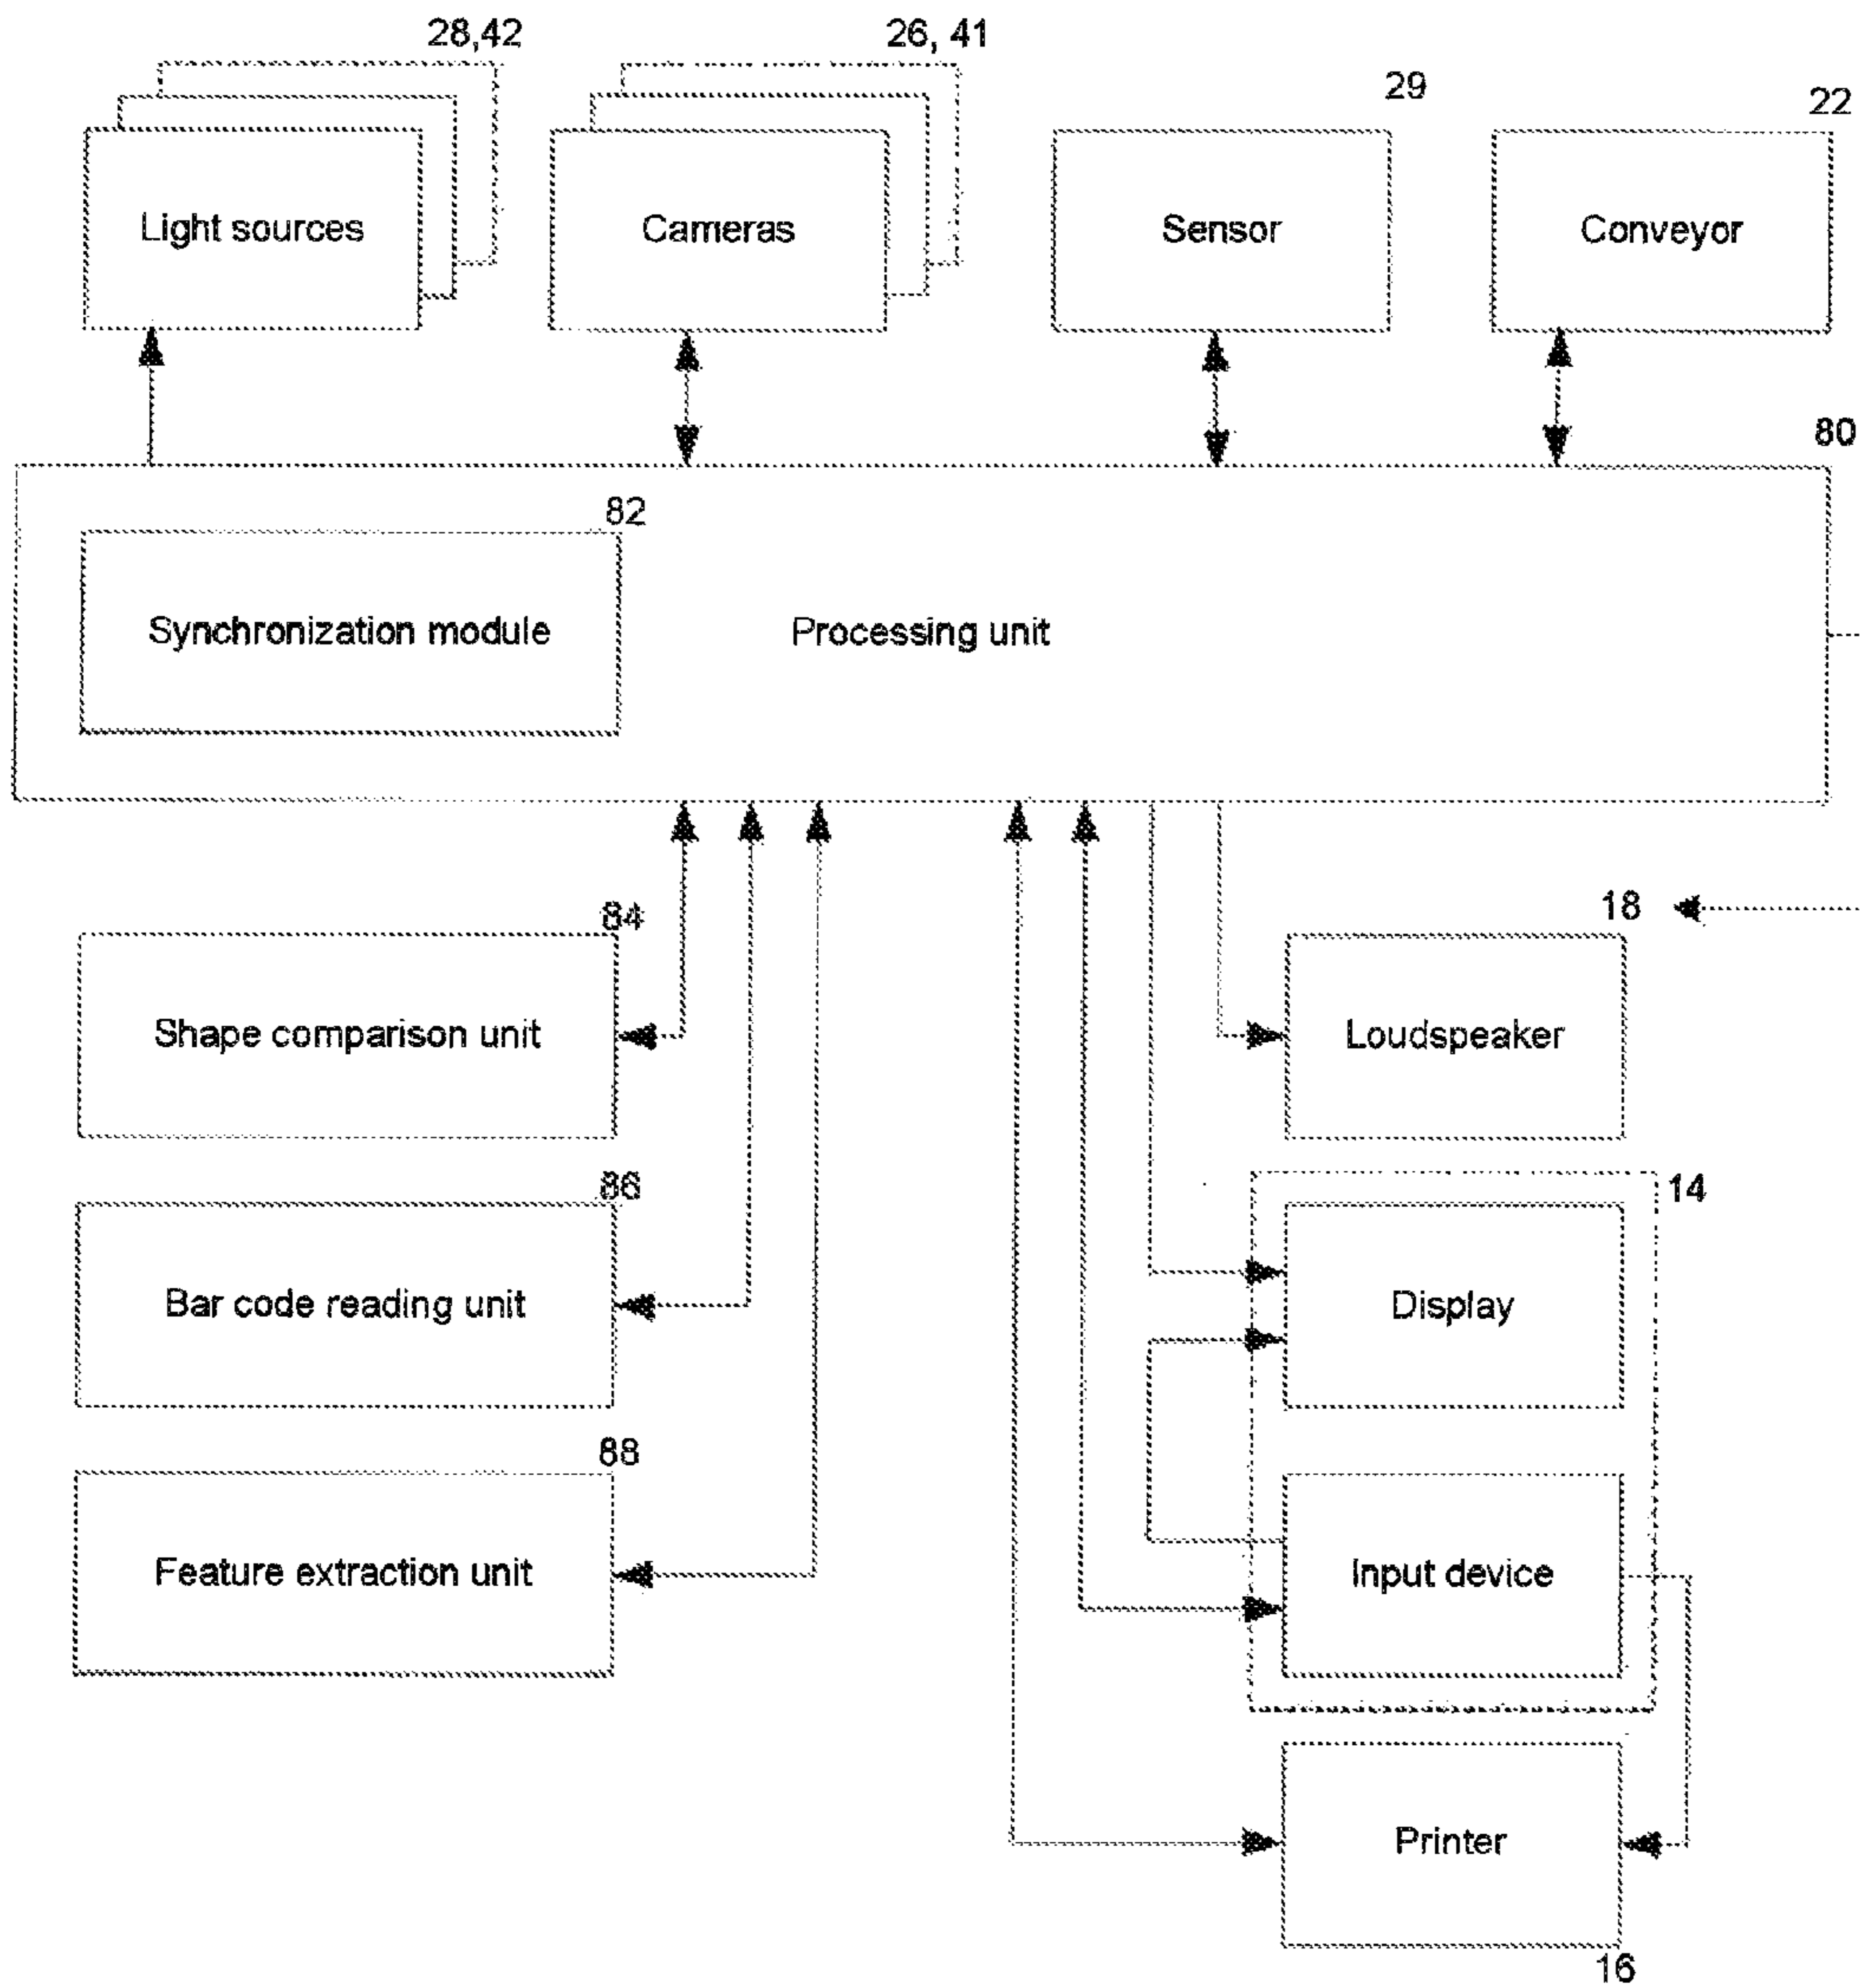 28,42
26, 41
29
22
Light sources
Cameras
Sensor
Conveyor
80
82
Synchronization module
Processing unit
84
18
Shape comparison unit
Loudspeaker
86
14
Bar code reading unit
Display
88
Feature extraction unit
Input device
Printer
16